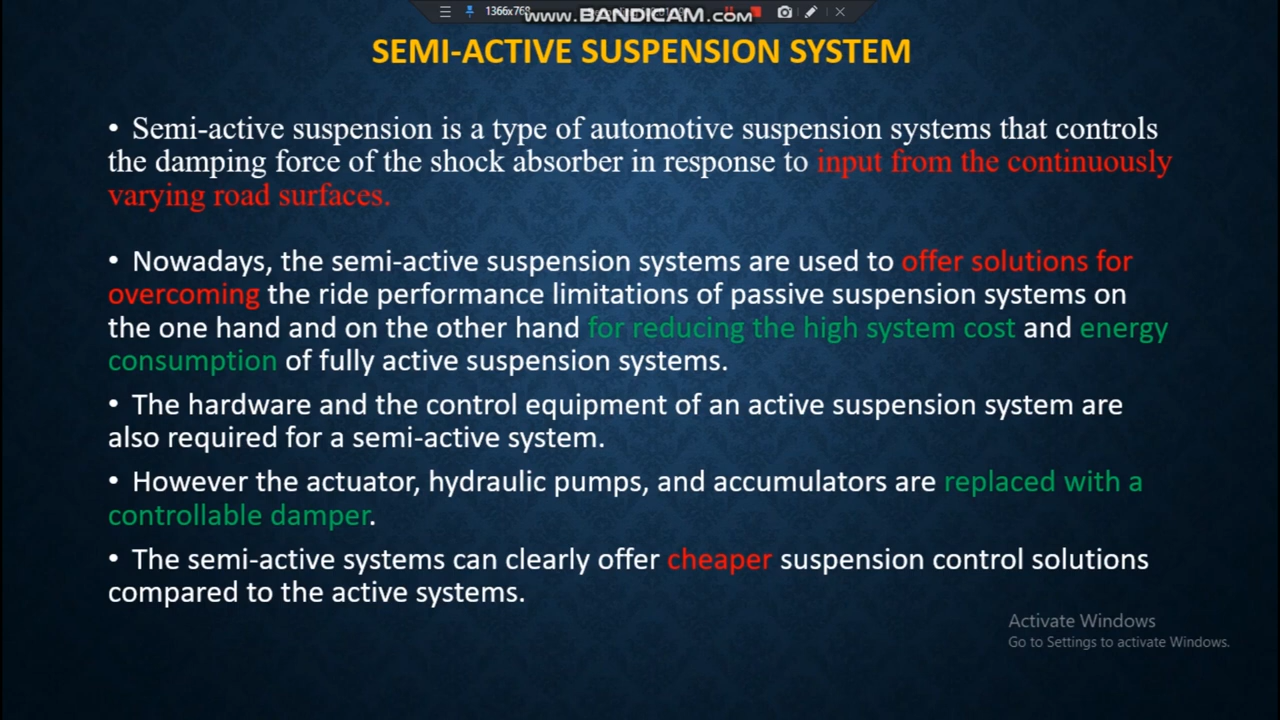 1366x768
www.BANDICAM.com
SEMI-ACTIVE SUSPENSION SYSTEM
• Semi-active suspension is a type of automotive suspension systems that controls
the damping force of the shock absorber in response to input from the continuously
varying road surfaces.
• Nowadays, the semi-active suspension systems are used to offer solutions for
overcoming the ride performance limitations of passive suspension systems on
the one hand and on the other hand for reducing the high system cost and energy
consumption of fully active suspension systems.
• The hardware and the control equipment of an active suspension system are
also required for a semi-active system.
• However the actuator, hydraulic pumps, and accumulators are replaced with a
controllable damper.
• The semi-active systems can clearly offer cheaper suspension control solutions
compared to the active systems.
Activate Windows
Go to Settings to activate Windows.